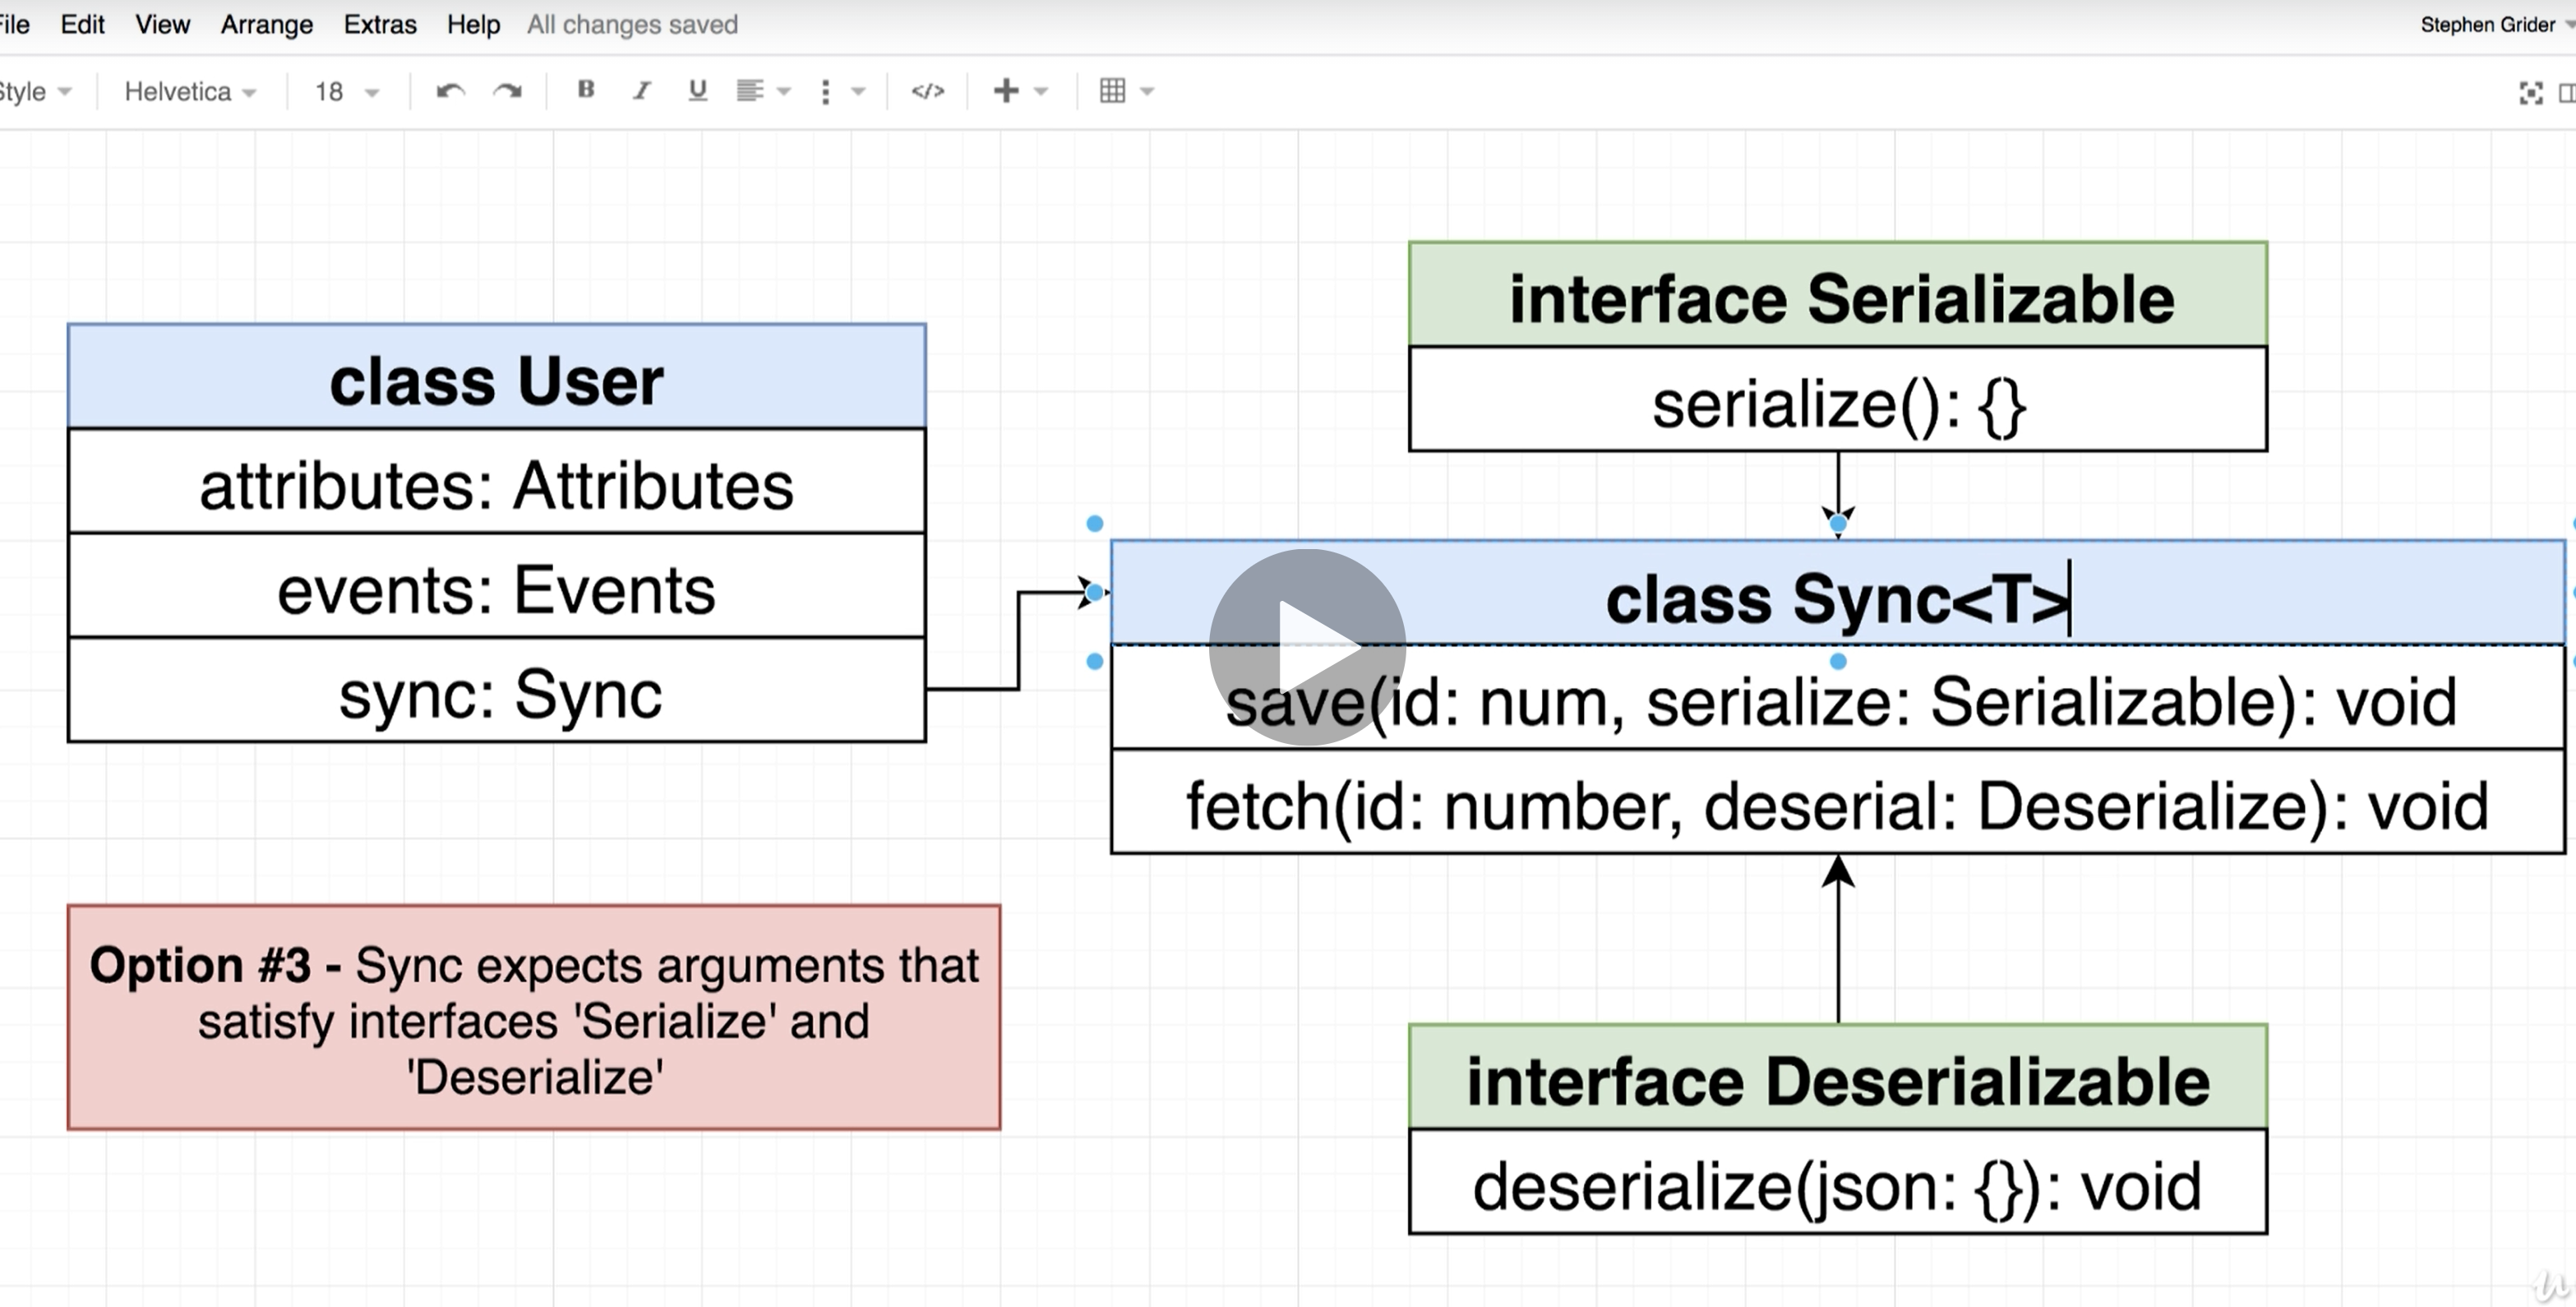 File Edit View Arrange Extras Help All changes saved Stephen Grider
Style Helvetica 18 B I U </>
interface Serializable
serialize(): {}
class User
attributes: Attributes
events: Events
sync: Sync
class Sync<T>
save(id: num, serialize: Serializable): void
fetch(id: number, deserial: Deserialize): void
Option #3 - Sync expects arguments that
satisfy interfaces 'Serialize' and
'Deserialize'
interface Deserializable
deserialize(json: {}): void